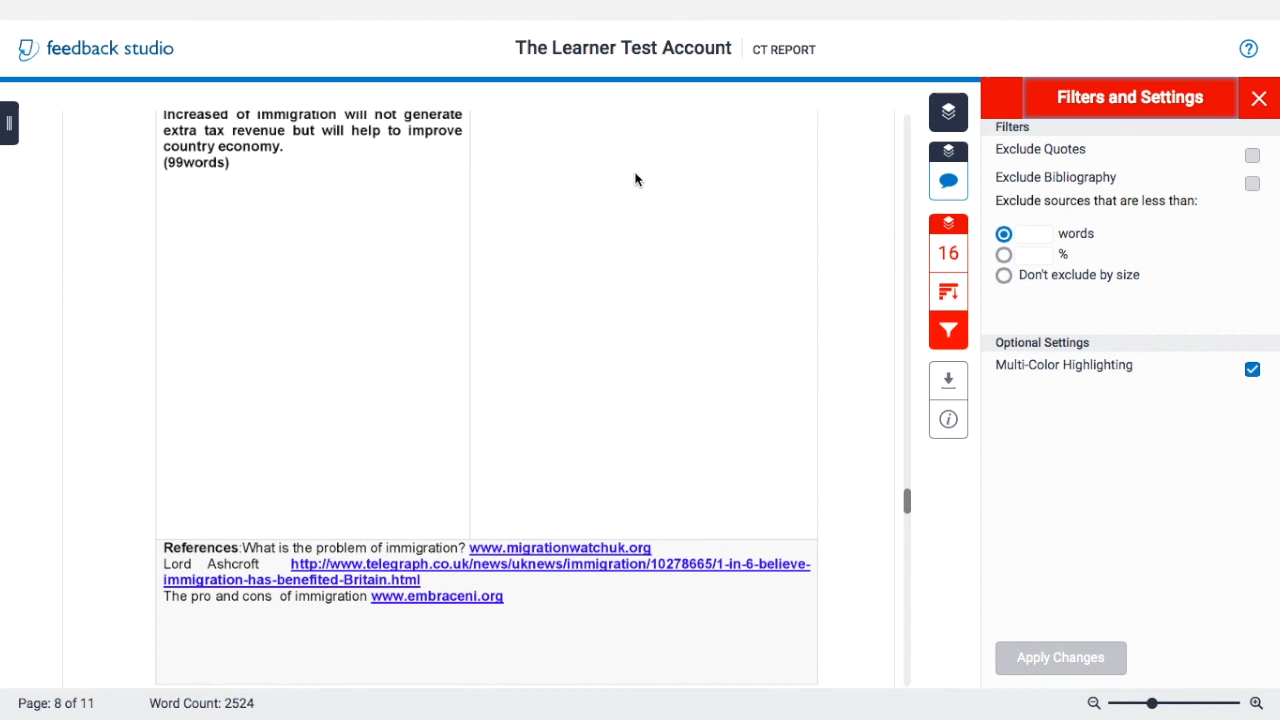 feedback studio
The Learner Test Account
CT REPORT
Increased of immigration will not generate
extra tax revenue but will help to improve
country economy.
(99words)
References:What is the problem of immigration? www.migrationwatchuk.org
Lord Ashcroft http://www.telegraph.co.uk/news/uknews/immigration/10278665/1-in-6-believe-
immigration-has-benefited-Britain.html
The pro and cons of immigration www.embraceni.org
16
Filters and Settings
Filters
Exclude Quotes
Exclude Bibliography
Exclude sources that are less than:
words
%
Don't exclude by size
Optional Settings
Multi-Color Highlighting
Apply Changes
Page: 8 of 11
Word Count: 2524